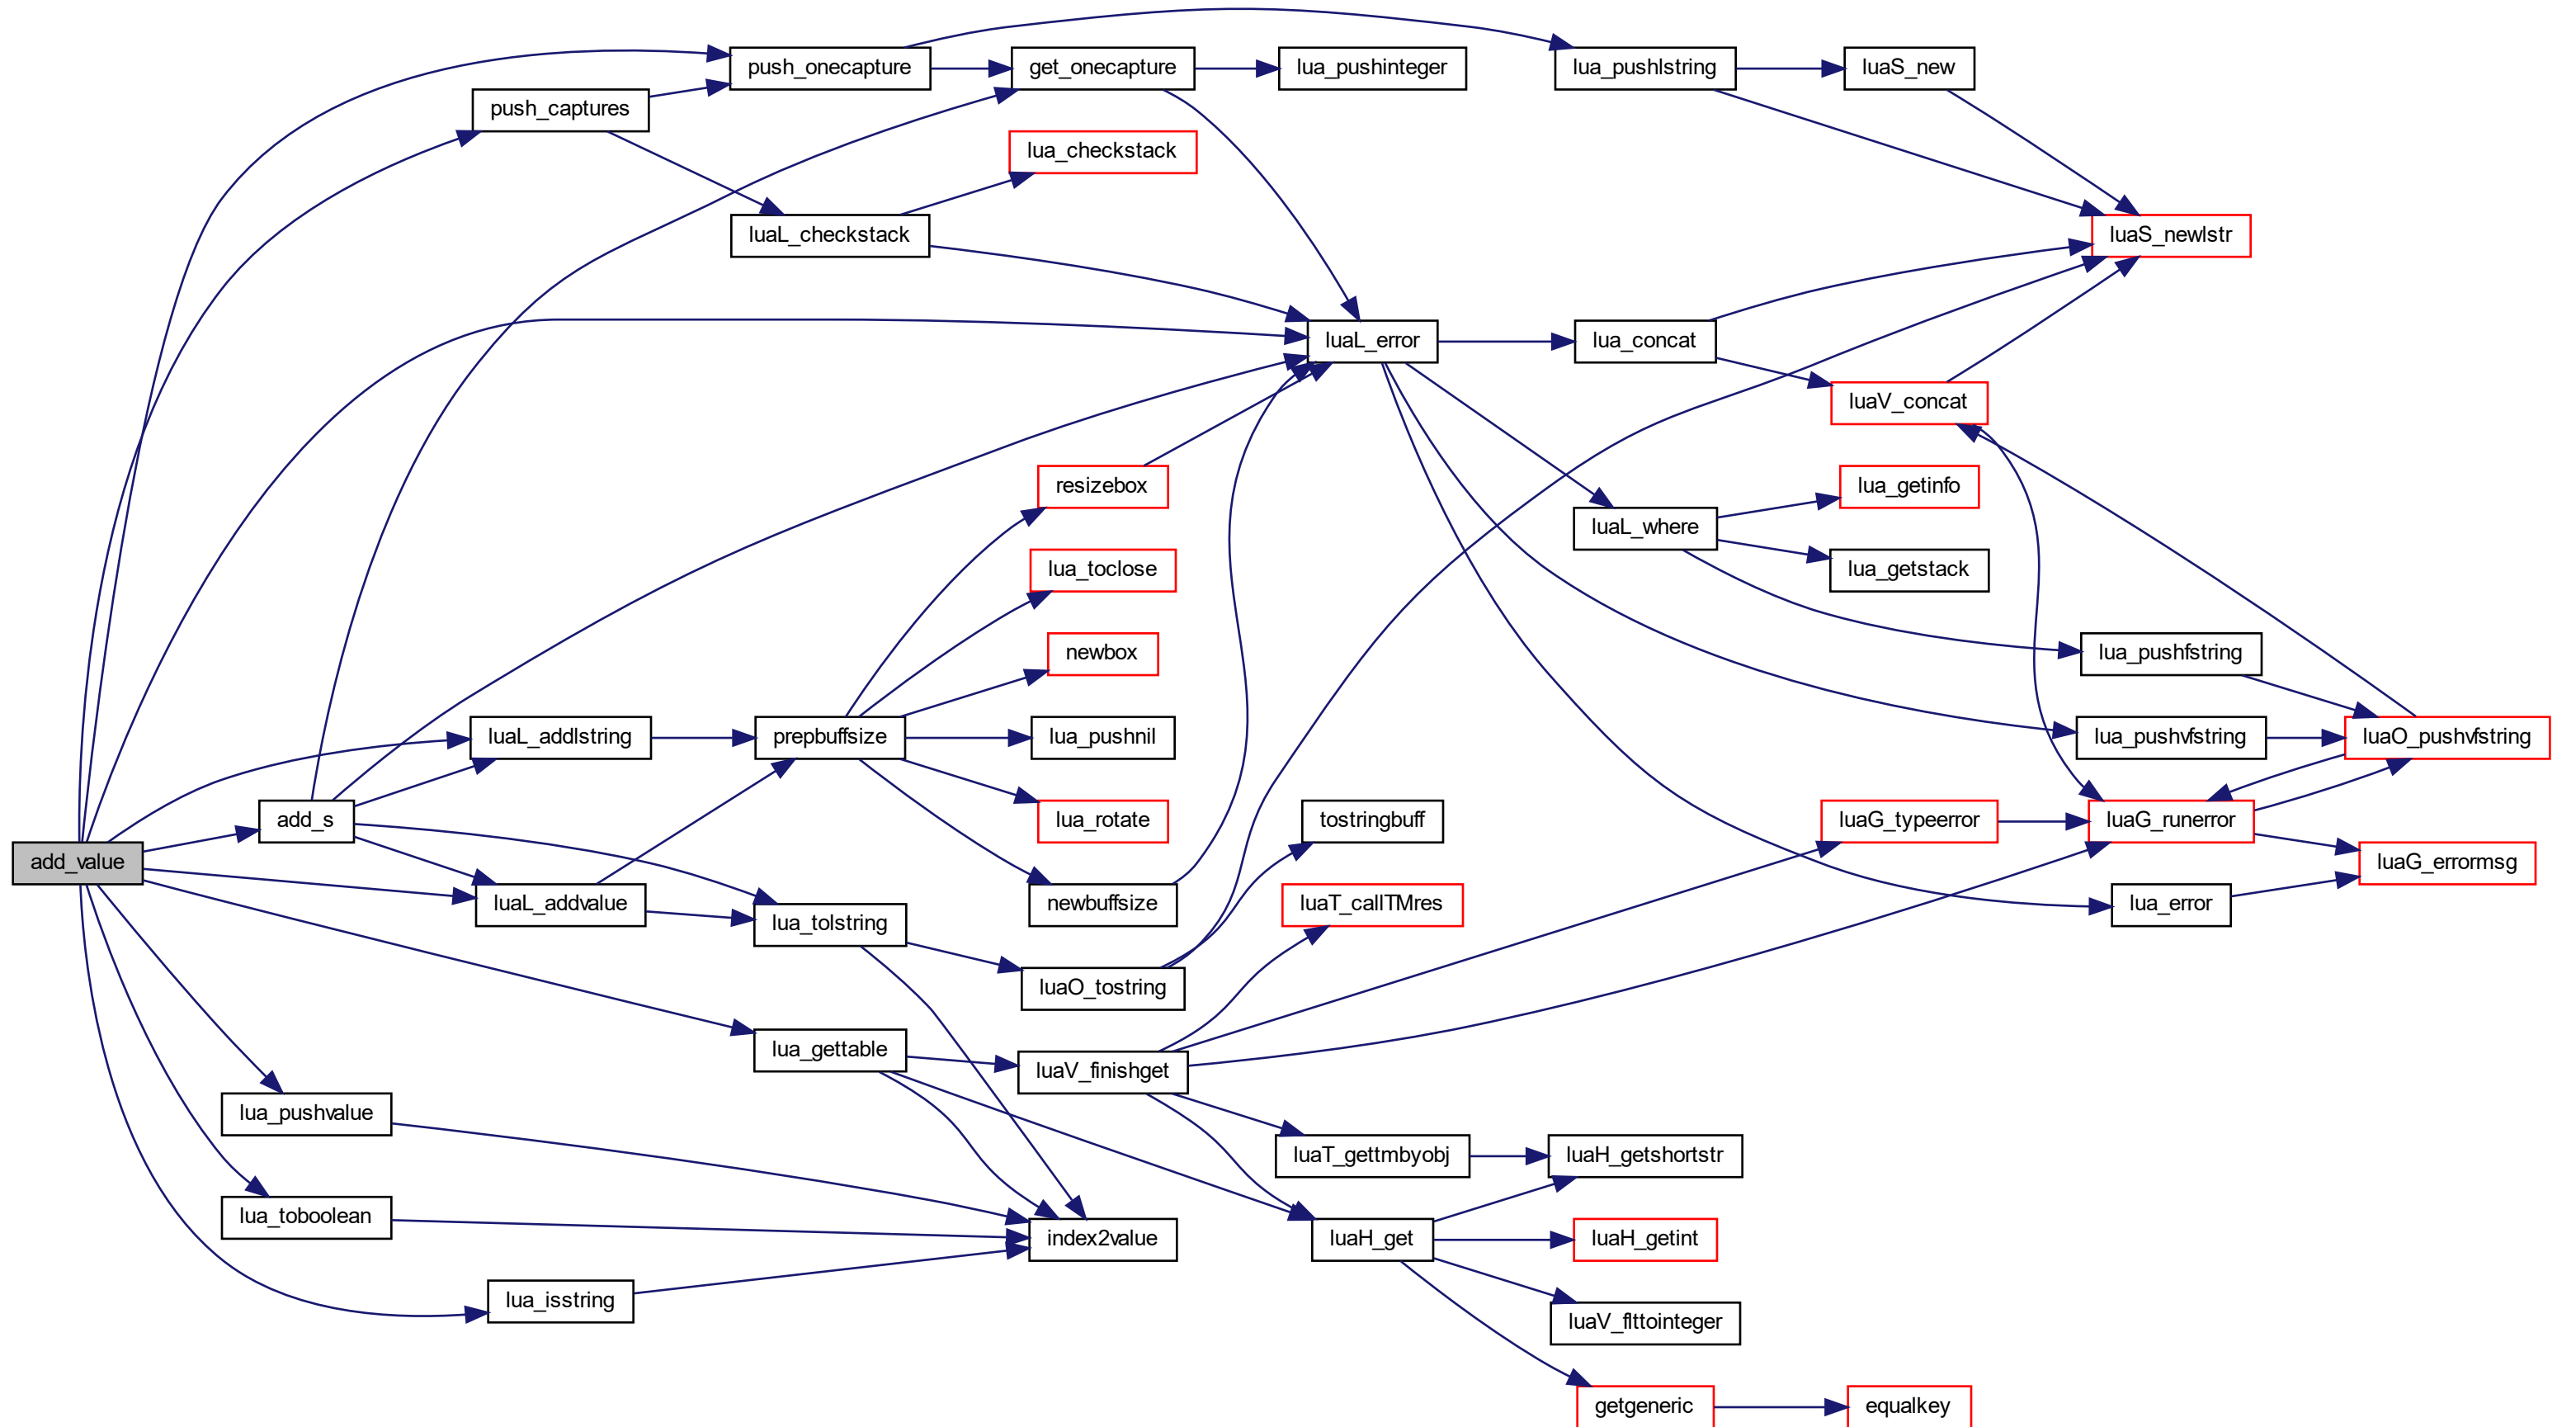 push_onecapture
get_onecapture
lua_pushinteger
lua_pushlstring
luaS_new
push_captures
lua_checkstack
luaL_checkstack
luaS_newlstr
luaL_error
lua_concat
luaV_concat
resizebox
lua_getinfo
luaL_where
lua_toclose
lua_getstack
newbox
lua_pushfstring
luaL_addlstring
prepbuffsize
lua_pushnil
lua_pushvfstring
luaO_pushvfstring
add_s
lua_rotate
tostringbuff
luaG_typeerror
luaG_runerror
add_value
luaG_errormsg
luaL_addvalue
newbuffsize
luaT_callTMres
lua_error
lua_tolstring
luaO_tostring
lua_gettable
luaV_finishget
lua_pushvalue
luaT_gettmbyobj
luaH_getshortstr
lua_toboolean
index2value
luaH_get
luaH_getint
lua_isstring
luaV_flttointeger
getgeneric
equalkey